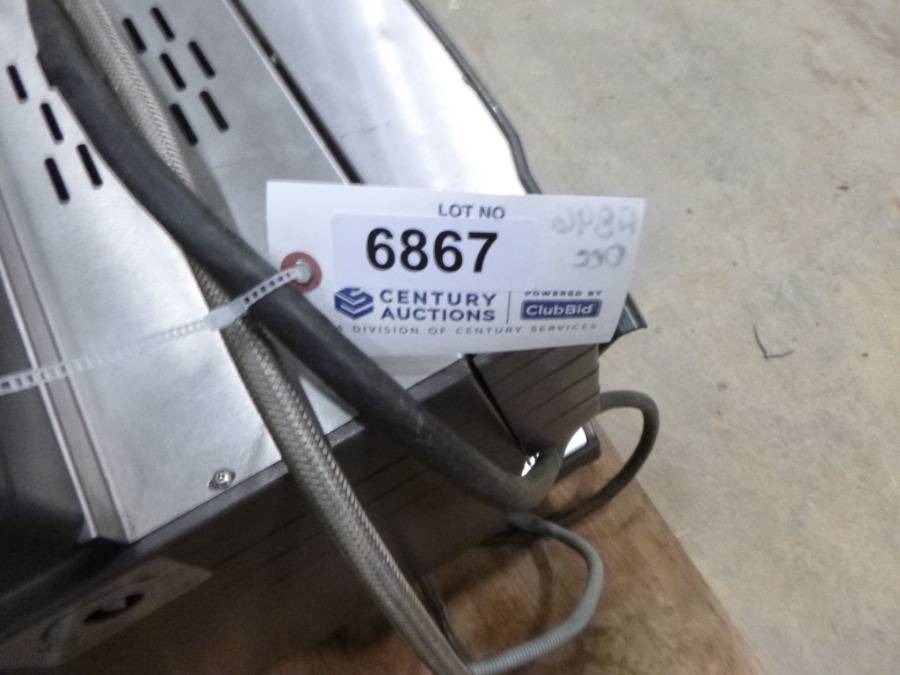 LOT NO
6867
CENTURY AUCTIONS
POWERED BY
ClubBid
A DIVISION OF CENTURY SERVICES